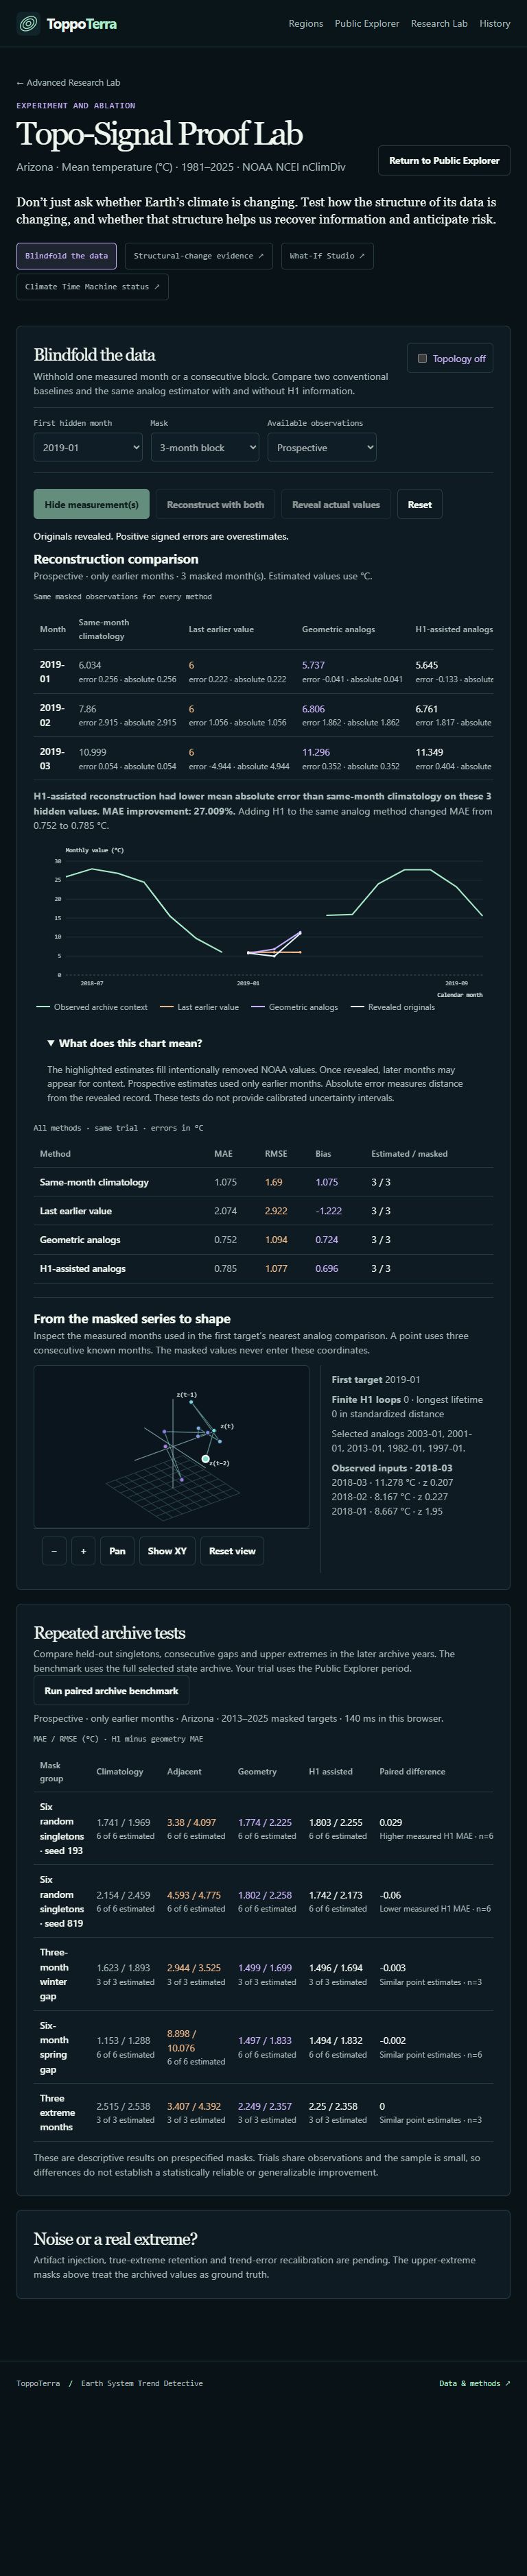 ToppoTerra
Regions Public Explorer Research Lab History
← Advanced Research Lab
EXPERIMENT AND ABLATION
Topo-Signal Proof Lab
Arizona · Mean temperature (°C) · 1981–2025 · NOAA NCEI nClimDiv
Return to Public Explorer
Don't just ask whether Earth's climate is changing. Test how the structure of its data is
changing, and whether that structure helps us recover information and anticipate risk.
Blindfold the data
Structural-change evidence ↗
What-If Studio ↗
Climate Time Machine status ↗
Blindfold the data
Topology off
Withhold one measured month or a consecutive block. Compare two conventional
baselines and the same analog estimator with and without H1 information.
First hidden month Mask Available observations
2019-01 3-month block Prospective
Hide measurement(s) Reconstruct with both Reveal actual values Reset
Originals revealed. Positive signed errors are overestimates.
Reconstruction comparison
Prospective · only earlier months · 3 masked month(s). Estimated values use °C.
Same masked observations for every method
Month Same-month climatology Last earlier value Geometric analogs H1-assisted analogs
2019-01 6.034 6 5.737 5.645
error 0.256 · absolute 0.256 error 0.222 · absolute 0.222 error -0.041 · absolute 0.041 error -0.133 · absolute
2019-02 7.86 6 6.806 6.761
error 2.915 · absolute 2.915 error 1.056 · absolute 1.056 error 1.862 · absolute 1.862 error 1.817 · absolute
2019-03 10.999 6 11.296 11.349
error 0.054 · absolute 0.054 error -4.944 · absolute 4.944 error 0.352 · absolute 0.352 error 0.404 · absolute
H1-assisted reconstruction had lower mean absolute error than same-month climatology on these 3
hidden values. MAE improvement: 27.009%. Adding H1 to the same analog method changed MAE from
0.752 to 0.785 °C.
Monthly value (°C)
30
25
20
15
10
5
0
2018-07 2019-01 2019-09
Calendar month
Observed archive context Last earlier value Geometric analogs Revealed originals
▼ What does this chart mean?
The highlighted estimates fill intentionally removed NOAA values. Once revealed, later months may
appear for context. Prospective estimates used only earlier months. Absolute error measures distance
from the revealed record. These tests do not provide calibrated uncertainty intervals.
All methods · same trial · errors in °C
Method MAE RMSE Bias Estimated / masked
Same-month climatology 1.075 1.69 1.075 3 / 3
Last earlier value 2.074 2.922 -1.222 3 / 3
Geometric analogs 0.752 1.094 0.724 3 / 3
H1-assisted analogs 0.785 1.077 0.696 3 / 3
From the masked series to shape
Inspect the measured months used in the first target's nearest analog comparison. A point uses three
consecutive known months. The masked values never enter these coordinates.
z(t−1)
z(t)
z(t−2)
− + Pan Show XY Reset view
First target 2019-01
Finite H1 loops 0 · longest lifetime
0 in standardized distance
Selected analogs 2003-01, 2001-
01, 2013-01, 1982-01, 1997-01.
Observed inputs · 2018-03
2018-03 · 11.278 °C · z 0.207
2018-02 · 8.167 °C · z 0.227
2018-01 · 8.667 °C · z 1.95
Repeated archive tests
Compare held-out singletons, consecutive gaps and upper extremes in the later archive years. The
benchmark uses the full selected state archive. Your trial uses the Public Explorer period.
Run paired archive benchmark
Prospective · only earlier months · Arizona · 2013–2025 masked targets · 140 ms in this browser.
MAE / RMSE (°C) · H1 minus geometry MAE
Mask group Climatology Adjacent Geometry H1 assisted Paired difference
Six random singletons · seed 193 1.741 / 1.969 3.38 / 4.097 1.774 / 2.225 1.803 / 2.255 0.029
6 of 6 estimated 6 of 6 estimated 6 of 6 estimated 6 of 6 estimated Higher measured H1 MAE · n=6
Six random singletons · seed 819 2.154 / 2.459 4.593 / 4.775 1.802 / 2.258 1.742 / 2.173 -0.06
6 of 6 estimated 6 of 6 estimated 6 of 6 estimated 6 of 6 estimated Lower measured H1 MAE · n=6
Three-month winter gap 1.623 / 1.893 2.944 / 3.525 1.499 / 1.699 1.496 / 1.694 -0.003
3 of 3 estimated 3 of 3 estimated 3 of 3 estimated 3 of 3 estimated Similar point estimates · n=3
Six-month spring gap 1.153 / 1.288 8.898 / 10.076 1.497 / 1.833 1.494 / 1.832 -0.002
6 of 6 estimated 6 of 6 estimated 6 of 6 estimated 6 of 6 estimated Similar point estimates · n=6
Three extreme months 2.515 / 2.538 3.407 / 4.392 2.249 / 2.357 2.25 / 2.358 0
3 of 3 estimated 3 of 3 estimated 3 of 3 estimated 3 of 3 estimated Similar point estimates · n=3
These are descriptive results on prespecified masks. Trials share observations and the sample is small, so
differences do not establish a statistically reliable or generalizable improvement.
Noise or a real extreme?
Artifact injection, true-extreme retention and trend-error recalibration are pending. The upper-extreme
masks above treat the archived values as ground truth.
ToppoTerra / Earth System Trend Detective
Data & methods ↗